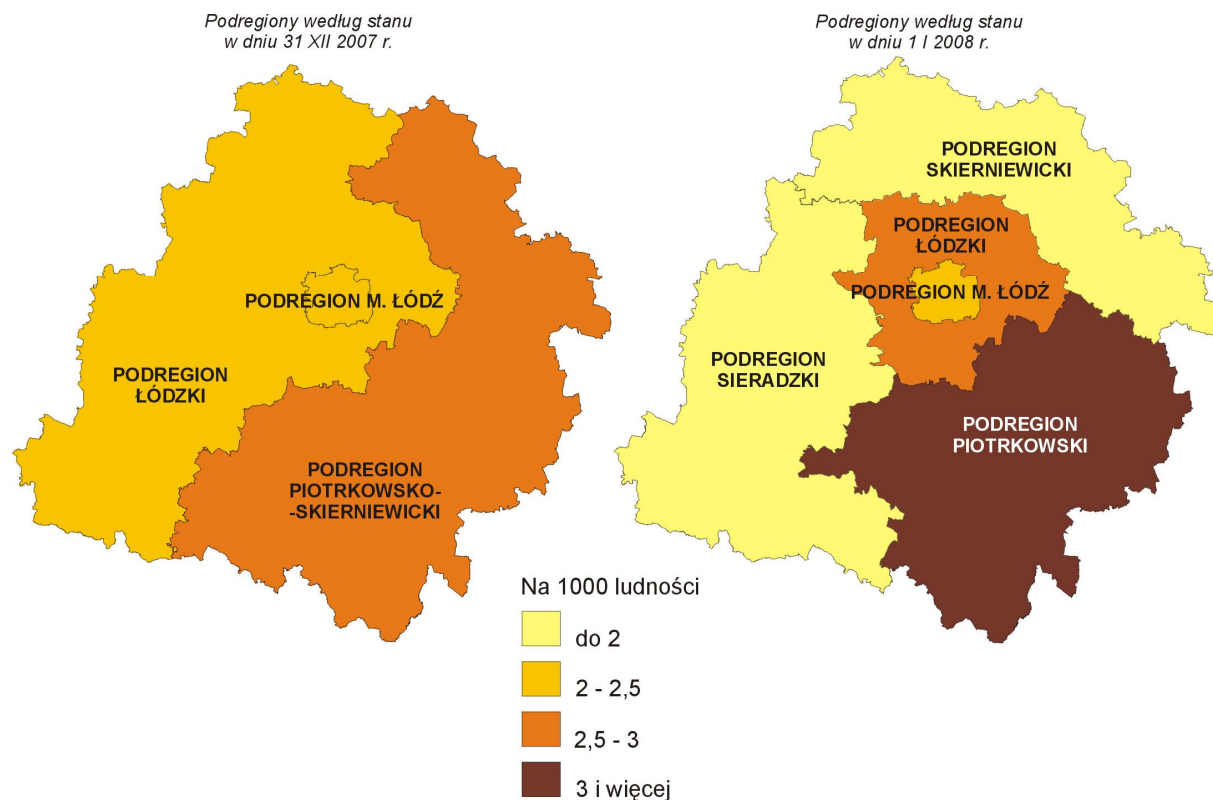 Podregiony według stanu
w dniu 31 XII 2007 r.
PODREGION M. ŁÓDŹ
PODREGION
ŁÓDZKI
PODREGION
PIOTRKOWSKO-
-SKIERNIEWICKI
Podregiony według stanu
w dniu 1 I 2008 r.
PODREGION
SKIERNIEWICKI
PODREGION
ŁÓDZKI
PODREGION M. ŁÓDŹ
PODREGION
SIERADZKI
PODREGION
PIOTRKOWSKI
Na 1000 ludności
do 2
2 - 2,5
2,5 - 3
3 i więcej